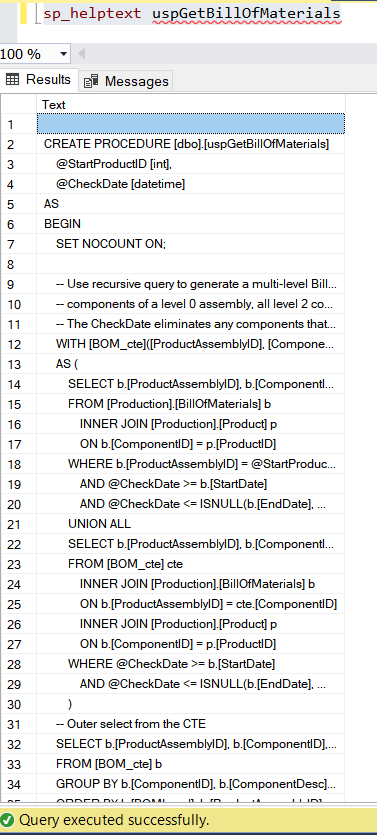 sp_helptext uspGetBillOfMaterials
100 %
Results Messages
Text
1
2 CREATE PROCEDURE [dbo].[uspGetBillOfMaterials]
3 @StartProductID [int],
4 @CheckDate [datetime]
5 AS
6 BEGIN
7 SET NOCOUNT ON;
8
9 -- Use recursive query to generate a multi-level Bill...
10 -- components of a level 0 assembly, all level 2 co...
11 -- The CheckDate eliminates any components that...
12 WITH [BOM_cte]([ProductAssemblyID], [Compone...
13 AS (
14 SELECT b.[ProductAssemblyID], b.[ComponentI...
15 FROM [Production].[BillOfMaterials] b
16 INNER JOIN [Production].[Product] p
17 ON b.[ComponentID] = p.[ProductID]
18 WHERE b.[ProductAssemblyID] = @StartProduc...
19 AND @CheckDate >= b.[StartDate]
20 AND @CheckDate <= ISNULL(b.[EndDate], ...
21 UNION ALL
22 SELECT b.[ProductAssemblyID], b.[ComponentI...
23 FROM [BOM_cte] cte
24 INNER JOIN [Production].[BillOfMaterials] b
25 ON b.[ProductAssemblyID] = cte.[ComponentID]
26 INNER JOIN [Production].[Product] p
27 ON b.[ComponentID] = p.[ProductID]
28 WHERE @CheckDate >= b.[StartDate]
29 AND @CheckDate <= ISNULL(b.[EndDate], ...
30 )
31 -- Outer select from the CTE
32 SELECT b.[ProductAssemblyID], b.[ComponentID],...
33 FROM [BOM_cte] b
34 GROUP BY b.[ComponentID], b.[ComponentDesc]...
Query executed successfully.